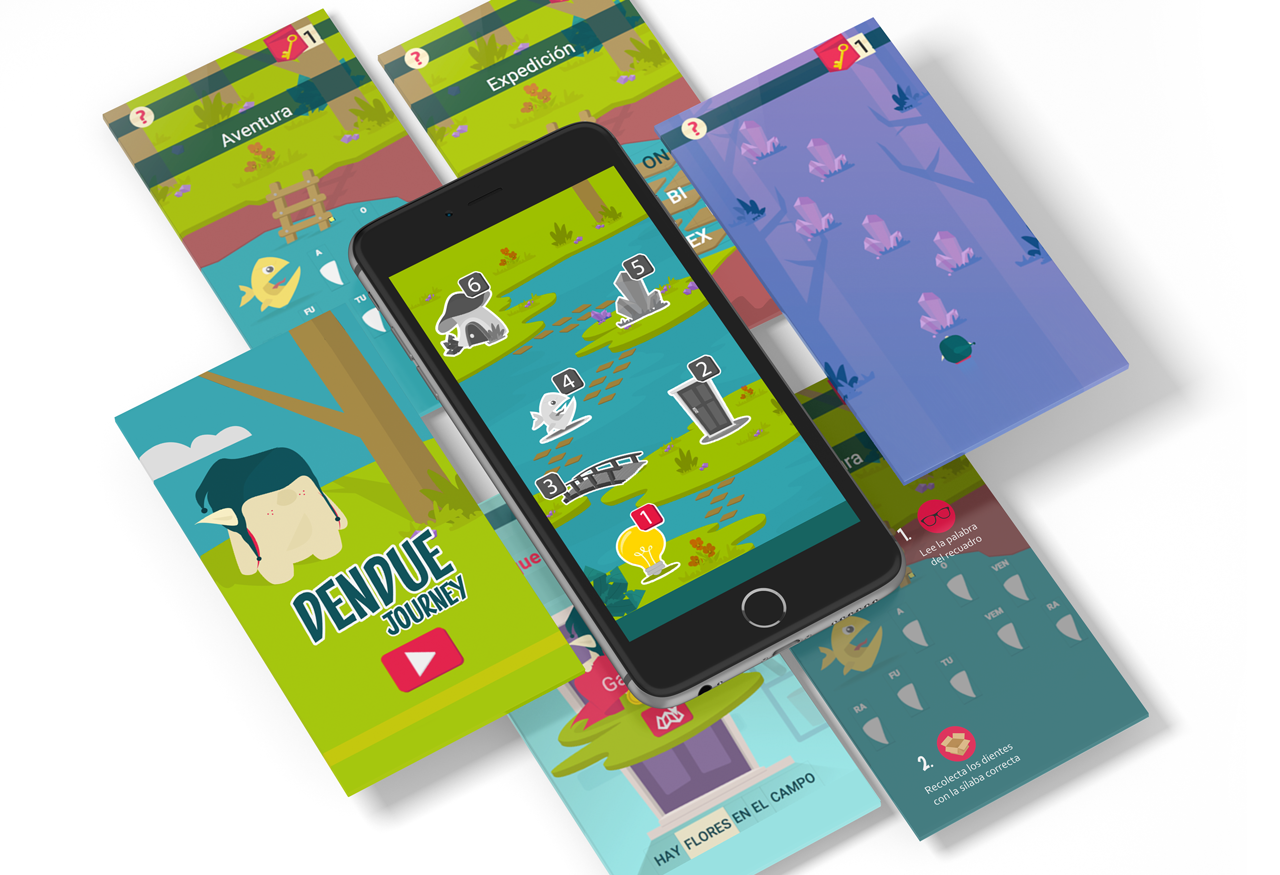 ?
1
Aventura
O
A
TU
FU
?
Expedición
ON
BI
EX
?
1
6
5
4
2
3
1
DENDUE
JOURNEY
ue
Ga
HAY FLORES EN EL CAMPO
ra
1.
Lee la palabra
del recuadro
O
VEN
A
VEM
RA
FU
TU
RA
2.
Recolecta los dientes
con la sílaba correcta